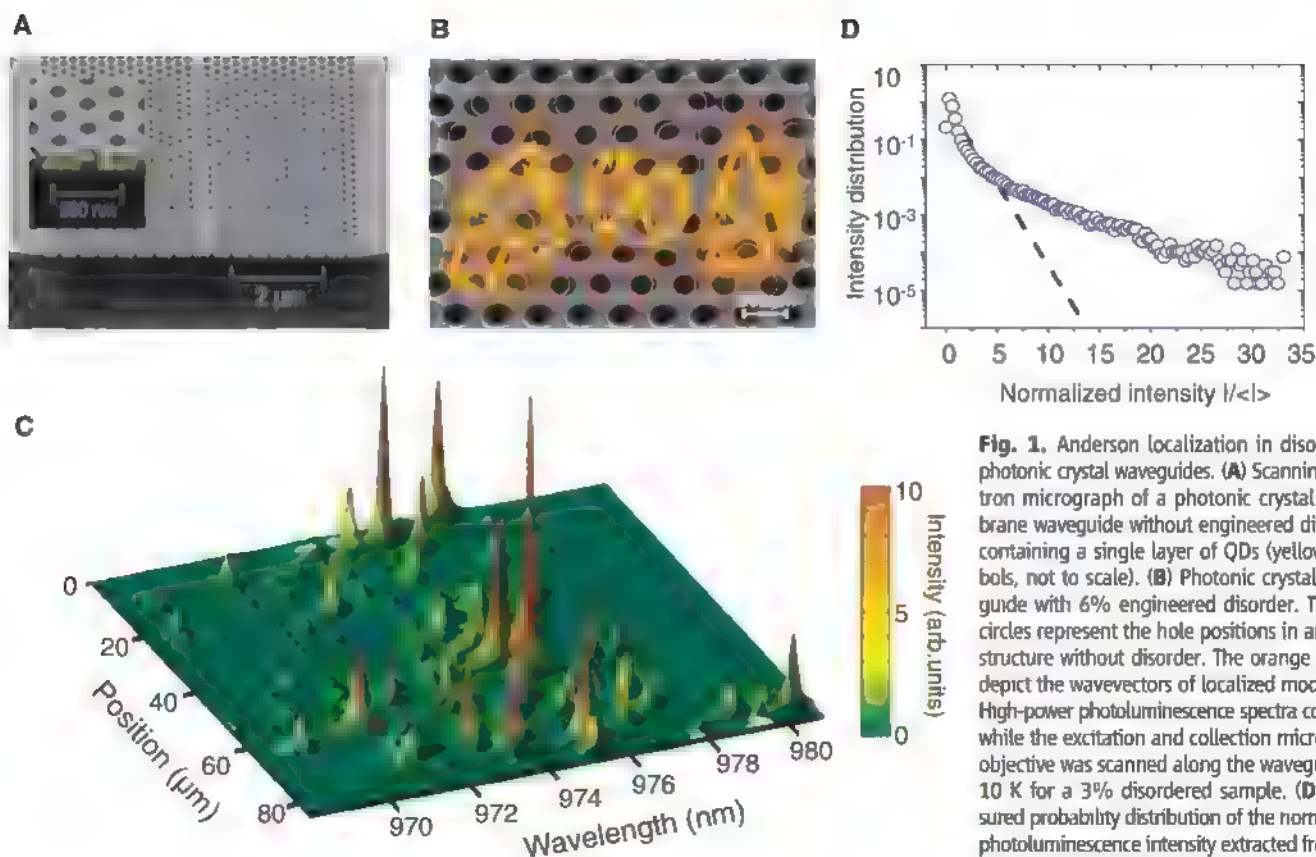 A
B
D
2 μm
10
10-1
10-3
10-5
Intensity distribution
0 5 10 15 20 25 30 35
Normalized intensity I/<I>
C
0
20
40
60
80
Position (μm)
970
972
974
976
978
980
Wavelength (nm)
10
5
0
Intensity (arb.units)
Fig. 1. Anderson localization in diso
photonic crystal waveguides. (A) Scannin
tron micrograph of a photonic crystal
brane waveguide without engineered di
containing a single layer of QDs (yellow
bols, not to scale). (B) Photonic crystal
guide with 6% engineered disorder. T
circles represent the hole positions in a
structure without disorder. The orange
depict the wavevectors of localized mo
High-power photoluminescence spectra co
while the excitation and collection micr
objective was scanned along the wavegu
10 K for a 3% disordered sample. (D
sured probability distribution of the norm
photoluminescence intensity extracted fr